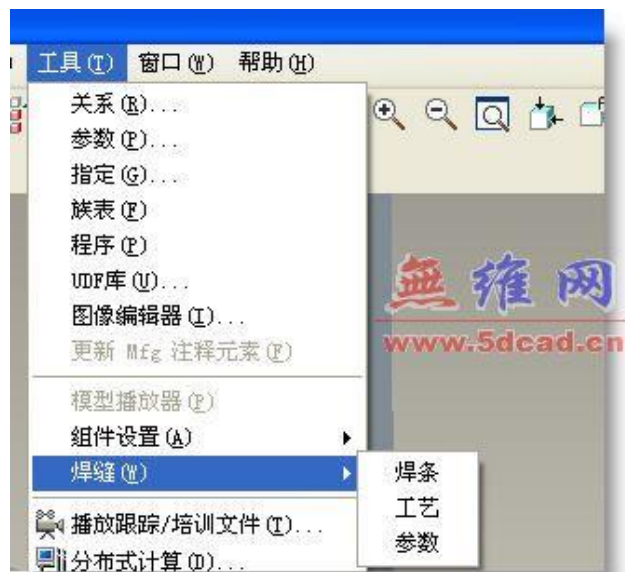 工具(T) 窗口(W) 帮助(H)
关系(R)...
参数(P)...
指定(G)...
族表(F)
程序(P)
UDF库(U)...
图像编辑器(I)...
更新 Mfg 注释元素(F)
模型播放器(P)
组件设置(A)
焊缝(W)
焊条
工艺
参数
播放跟踪/培训文件(T)...
分布式计算(D)...
無维网
www.5dcad.cn